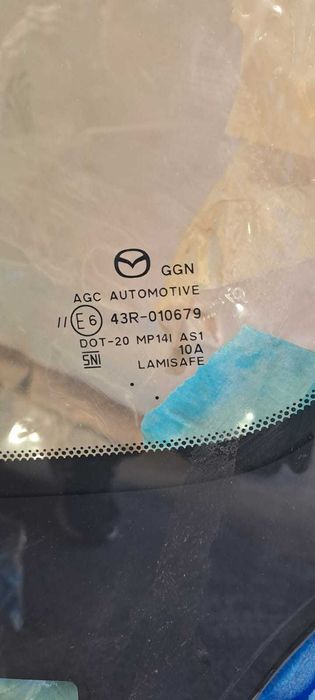 GGN
AGC AUTOMOTIVE
// E6 43R-010679
DOT-20 MP14I AS1
SNI 10A
LAMISAFE